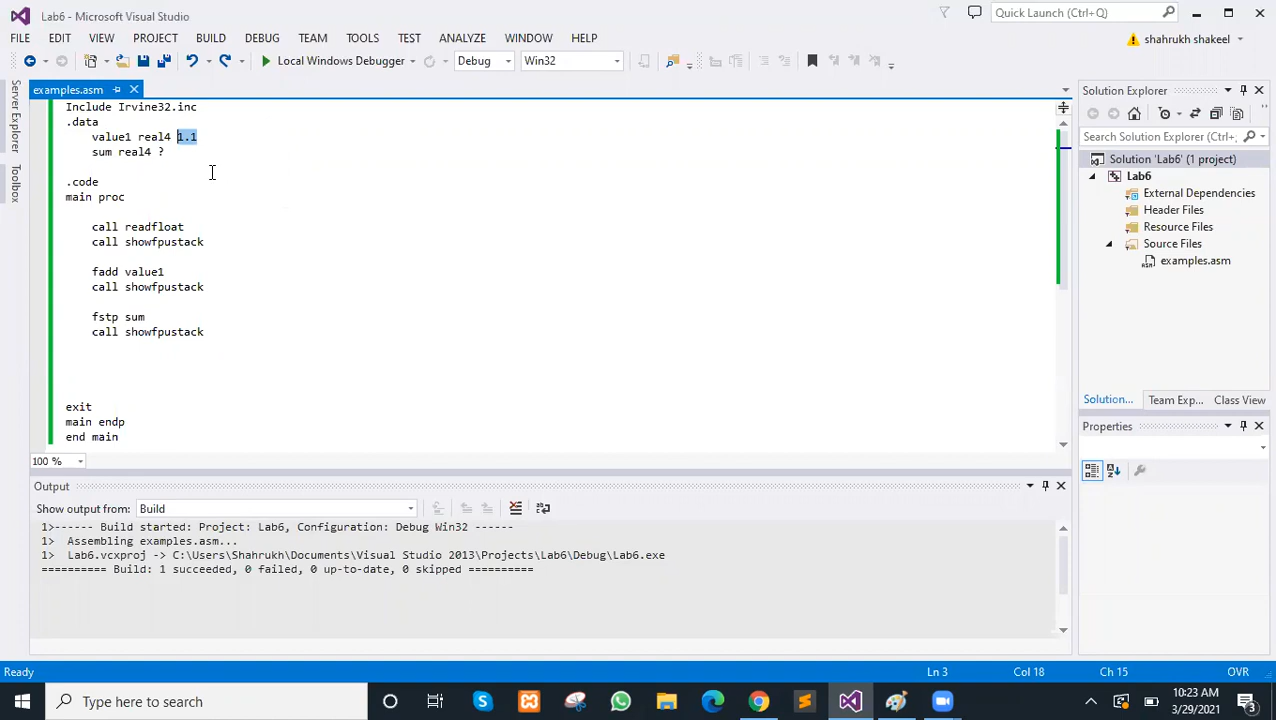 Lab6 - Microsoft Visual Studio
Quick Launch (Ctrl+Q)
FILE EDIT VIEW PROJECT BUILD DEBUG TEAM TOOLS TEST ANALYZE WINDOW HELP
shahrukh shakeel
Local Windows Debugger Debug Win32
Server Explorer
Toolbox
examples.asm
Include Irvine32.inc
.data
value1 real4 1.1
sum real4 ?
.code
main proc
call readfloat
call showfpustack
fadd value1
call showfpustack
fstp sum
call showfpustack
exit
main endp
end main
100 %
Solution Explorer
Search Solution Explorer (Ctrl+;)
Solution 'Lab6' (1 project)
Lab6
External Dependencies
Header Files
Resource Files
Source Files
examples.asm
Solution... Team Exp... Class View
Properties
Output
Show output from: Build
1>------ Build started: Project: Lab6, Configuration: Debug Win32 ------
1>  Assembling examples.asm...
1>  Lab6.vcxproj -> C:\Users\Shahrukh\Documents\Visual Studio 2013\Projects\Lab6\Debug\Lab6.exe
========== Build: 1 succeeded, 0 failed, 0 up-to-date, 0 skipped ==========
Ready Ln 3 Col 18 Ch 15 OVR
Type here to search
10:23 AM
3/29/2021
3